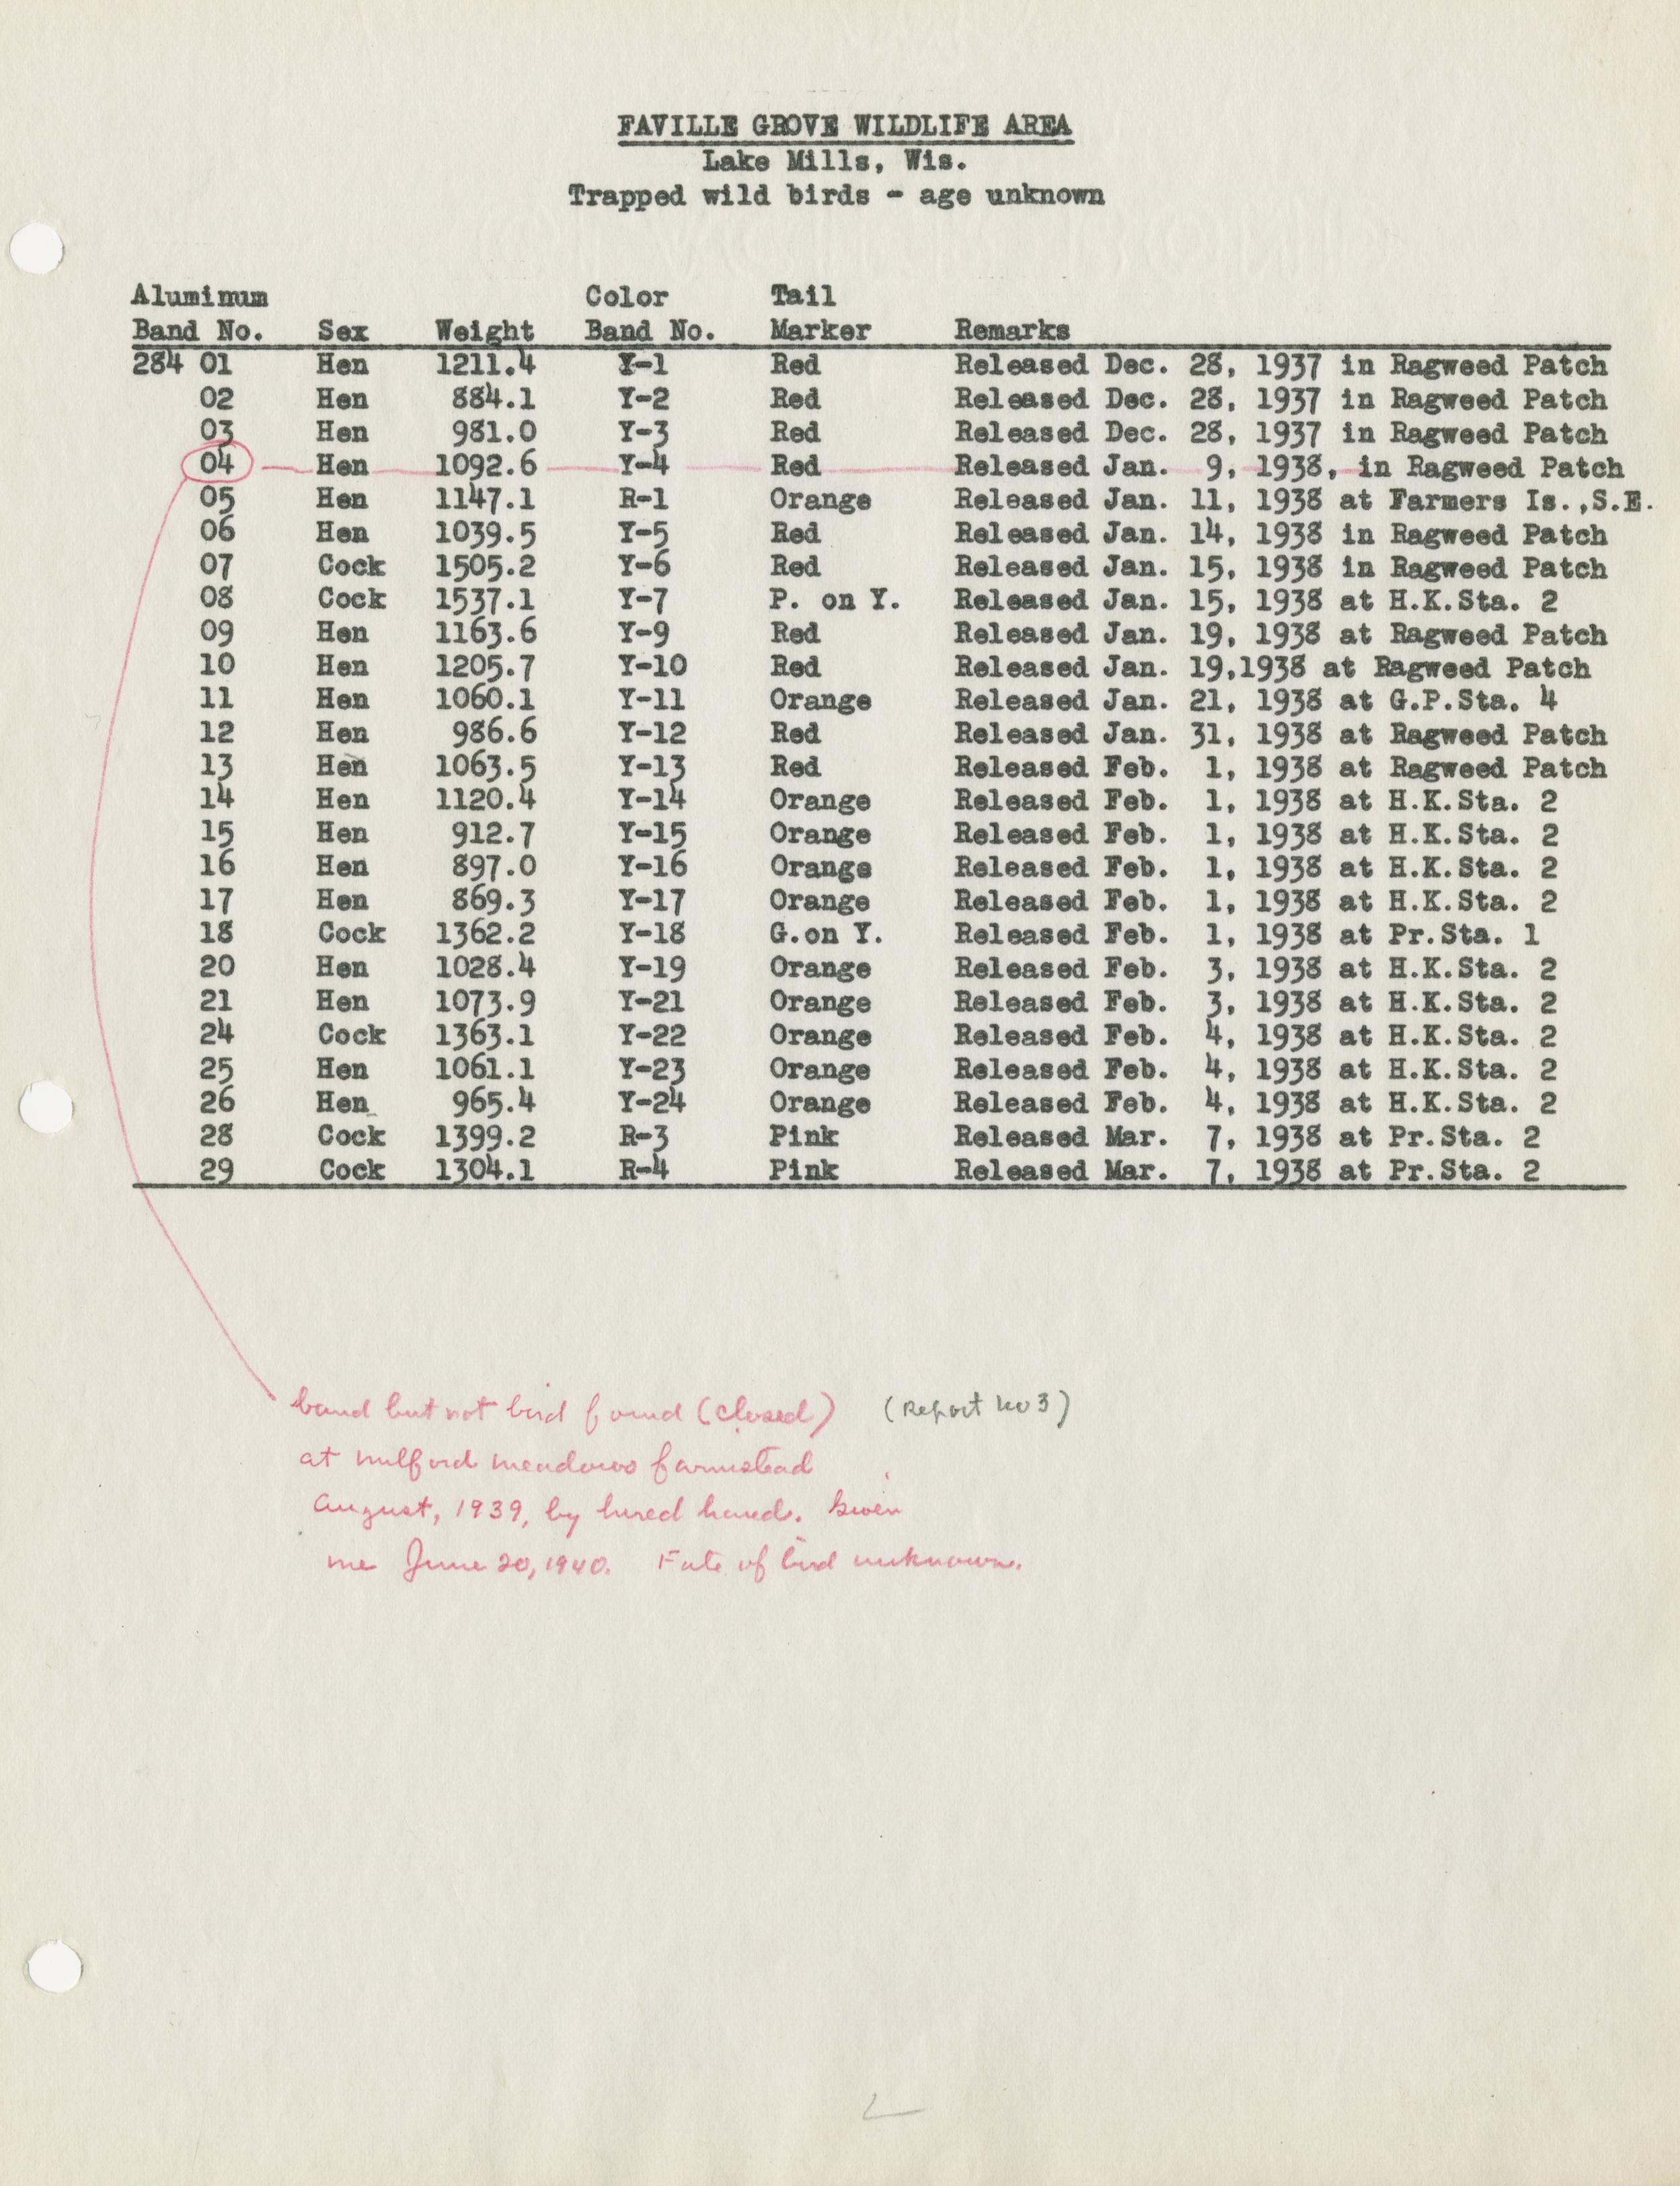 FAVILLE GROVE WILDLIFE AREA
Lake Mills, Wis.
Trapped wild birds - age unknown
Aluminum Color Tail
Band No. Sex Weight Band No. Marker Remarks
284 01 Hen 1211.4 Y-1 Red Released Dec. 28, 1937 in Ragweed Patch
02 Hen 884.1 Y-2 Red Released Dec. 28, 1937 in Ragweed Patch
03 Hen 981.0 Y-3 Red Released Dec. 28, 1937 in Ragweed Patch
04 Hen 1092.6 Y-4 Red Released Jan. 9, 1938, in Ragweed Patch
05 Hen 1147.1 R-1 Orange Released Jan. 11, 1938 at Farmers Is.,S.E.
06 Hen 1039.5 Y-5 Red Released Jan. 14, 1938 in Ragweed Patch
07 Cock 1505.2 Y-6 Red Released Jan. 15, 1938 in Ragweed Patch
08 Cock 1537.1 Y-7 P. on Y. Released Jan. 15, 1938 at H.K.Sta. 2
09 Hen 1163.6 Y-9 Red Released Jan. 19, 1938 at Ragweed Patch
10 Hen 1205.7 Y-10 Red Released Jan. 19,1938 at Ragweed Patch
11 Hen 1060.1 Y-11 Orange Released Jan. 21, 1938 at G.P.Sta. 4
12 Hen 986.6 Y-12 Red Released Jan. 31, 1938 at Ragweed Patch
13 Hen 1063.5 Y-13 Red Released Feb. 1, 1938 at Ragweed Patch
14 Hen 1120.4 Y-14 Orange Released Feb. 1, 1938 at H.K.Sta. 2
15 Hen 912.7 Y-15 Orange Released Feb. 1, 1938 at H.K.Sta. 2
16 Hen 897.0 Y-16 Orange Released Feb. 1, 1938 at H.K.Sta. 2
17 Hen 869.3 Y-17 Orange Released Feb. 1, 1938 at H.K.Sta. 2
18 Cock 1362.2 Y-18 G.on Y. Released Feb. 1, 1938 at Pr.Sta. 1
20 Hen 1028.4 Y-19 Orange Released Feb. 3, 1938 at H.K.Sta. 2
21 Hen 1073.9 Y-21 Orange Released Feb. 3, 1938 at H.K.Sta. 2
24 Cock 1363.1 Y-22 Orange Released Feb. 4, 1938 at H.K.Sta. 2
25 Hen 1061.1 Y-23 Orange Released Feb. 4, 1938 at H.K.Sta. 2
26 Hen 965.4 Y-24 Orange Released Feb. 4, 1938 at H.K.Sta. 2
28 Cock 1399.2 R-3 Pink Released Mar. 7, 1938 at Pr.Sta. 2
29 Cock 1304.1 R-4 Pink Released Mar. 7, 1938 at Pr.Sta. 2
band but not bird found (closed) (Report No 3)
at milford meadows farmstead
August, 1939, by hired hand. Given
me June 20, 1940. Fate of bird unknown.